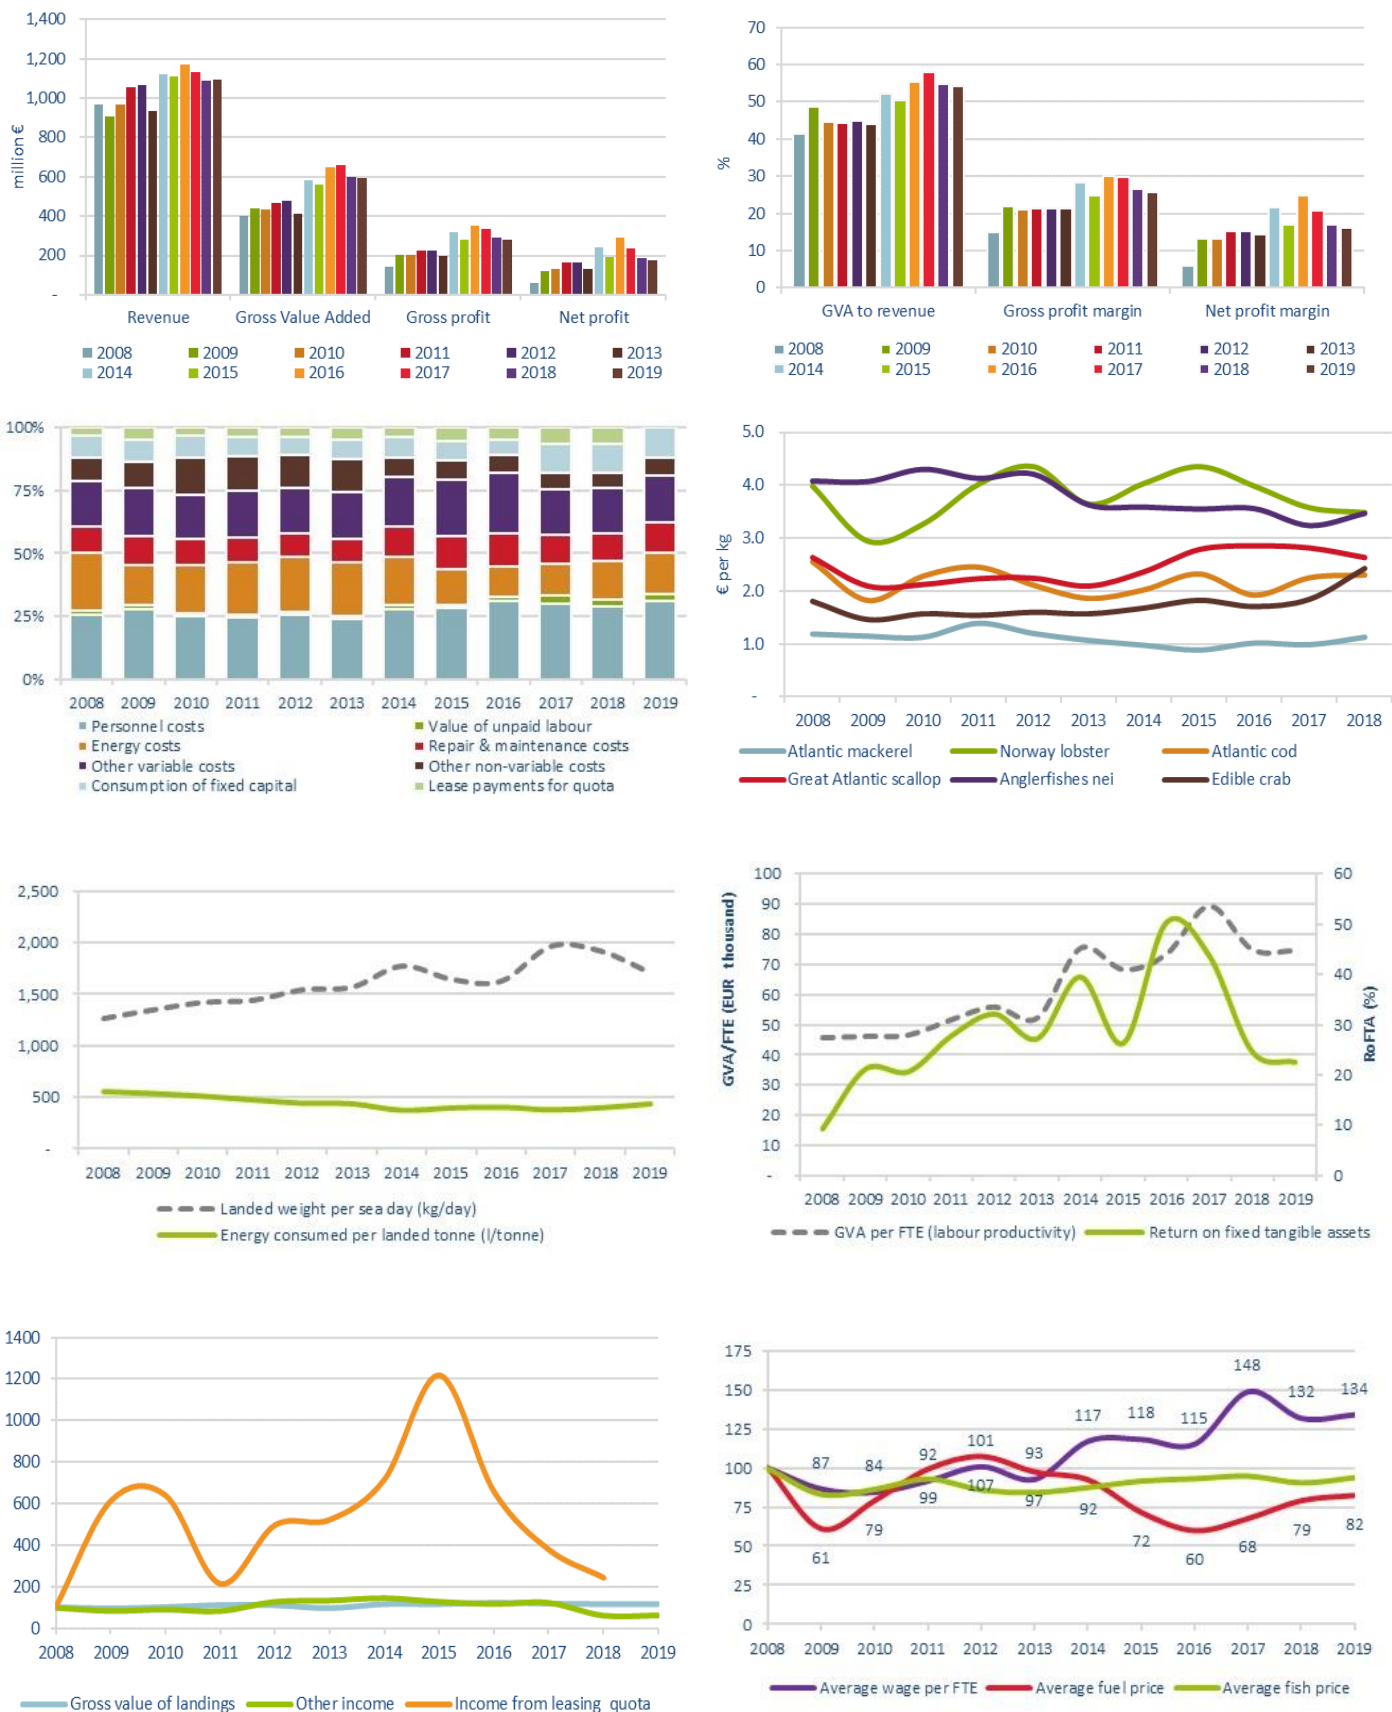 1,400
1,200
1,000
800
600
400
200
-
million €
Revenue Gross Value Added Gross profit Net profit
2008 2009 2010 2011 2012 2013
2014 2015 2016 2017 2018 2019
70
60
50
40
30
20
10
0
%
GVA to revenue Gross profit margin Net profit margin
2008 2009 2010 2011 2012 2013
2014 2015 2016 2017 2018 2019
100%
75%
50%
25%
0%
2008 2009 2010 2011 2012 2013 2014 2015 2016 2017 2018 2019
Personnel costs Value of unpaid labour
Energy costs Repair & maintenance costs
Other variable costs Other non-variable costs
Consumption of fixed capital Lease payments for quota
5.0
4.0
3.0
2.0
1.0
-
€ per kg
2008 2009 2010 2011 2012 2013 2014 2015 2016 2017 2018
Atlantic mackerel Norway lobster Atlantic cod
Great Atlantic scallop Anglerfishes nei Edible crab
2,500
2,000
1,500
1,000
500
-
2008 2009 2010 2011 2012 2013 2014 2015 2016 2017 2018 2019
Landed weight per sea day (kg/day)
Energy consumed per landed tonne (l/tonne)
GVA/FTE (EUR thousand)
100
90
80
70
60
50
40
30
20
10
-
60
50
40
30
20
10
0
RoFTA (%)
2008 2009 2010 2011 2012 2013 2014 2015 2016 2017 2018 2019
GVA per FTE (labour productivity) Return on fixed tangible assets
1400
1200
1000
800
600
400
200
0
2008 2009 2010 2011 2012 2013 2014 2015 2016 2017 2018 2019
Gross value of landings Other income Income from leasing quota
175
150
125
100
75
50
25
0
87 84 92 101 93 117 118 115 148 132 134
61 79 99 107 97 92 72 60 68 79 82
2008 2009 2010 2011 2012 2013 2014 2015 2016 2017 2018 2019
Average wage per FTE Average fuel price Average fish price